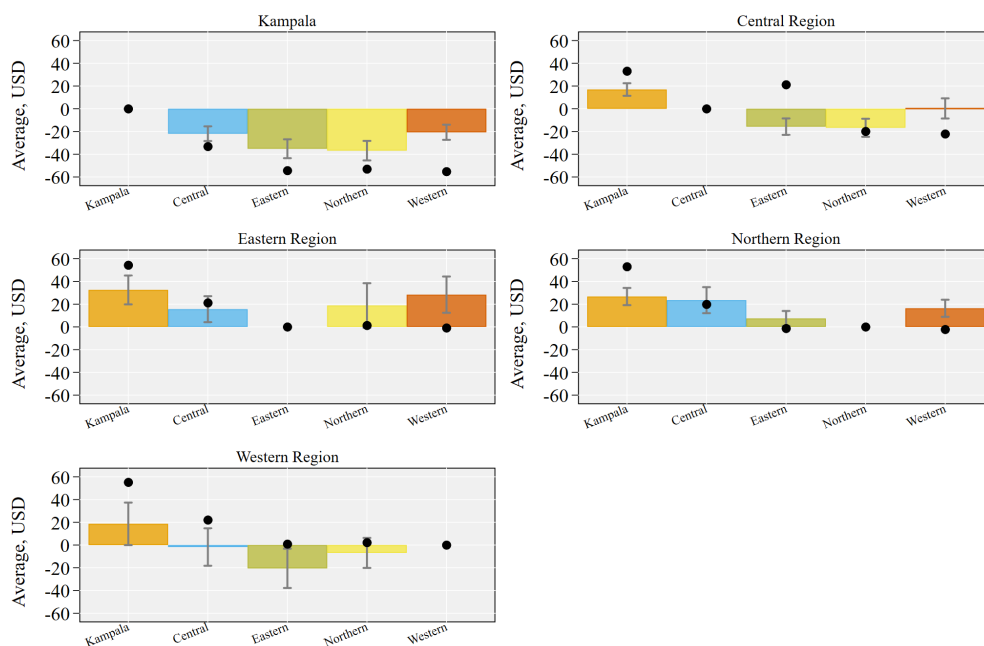 Kampala
Average, USD
60
40
20
0
-20
-40
-60
Kampala
Central
Eastern
Northern
Western
Central Region
Average, USD
60
40
20
0
-20
-40
-60
Kampala
Central
Eastern
Northern
Western
Eastern Region
Average, USD
60
40
20
0
-20
-40
-60
Kampala
Central
Eastern
Northern
Western
Northern Region
Average, USD
60
40
20
0
-20
-40
-60
Kampala
Central
Eastern
Northern
Western
Western Region
Average, USD
60
40
20
0
-20
-40
-60
Kampala
Central
Eastern
Northern
Western